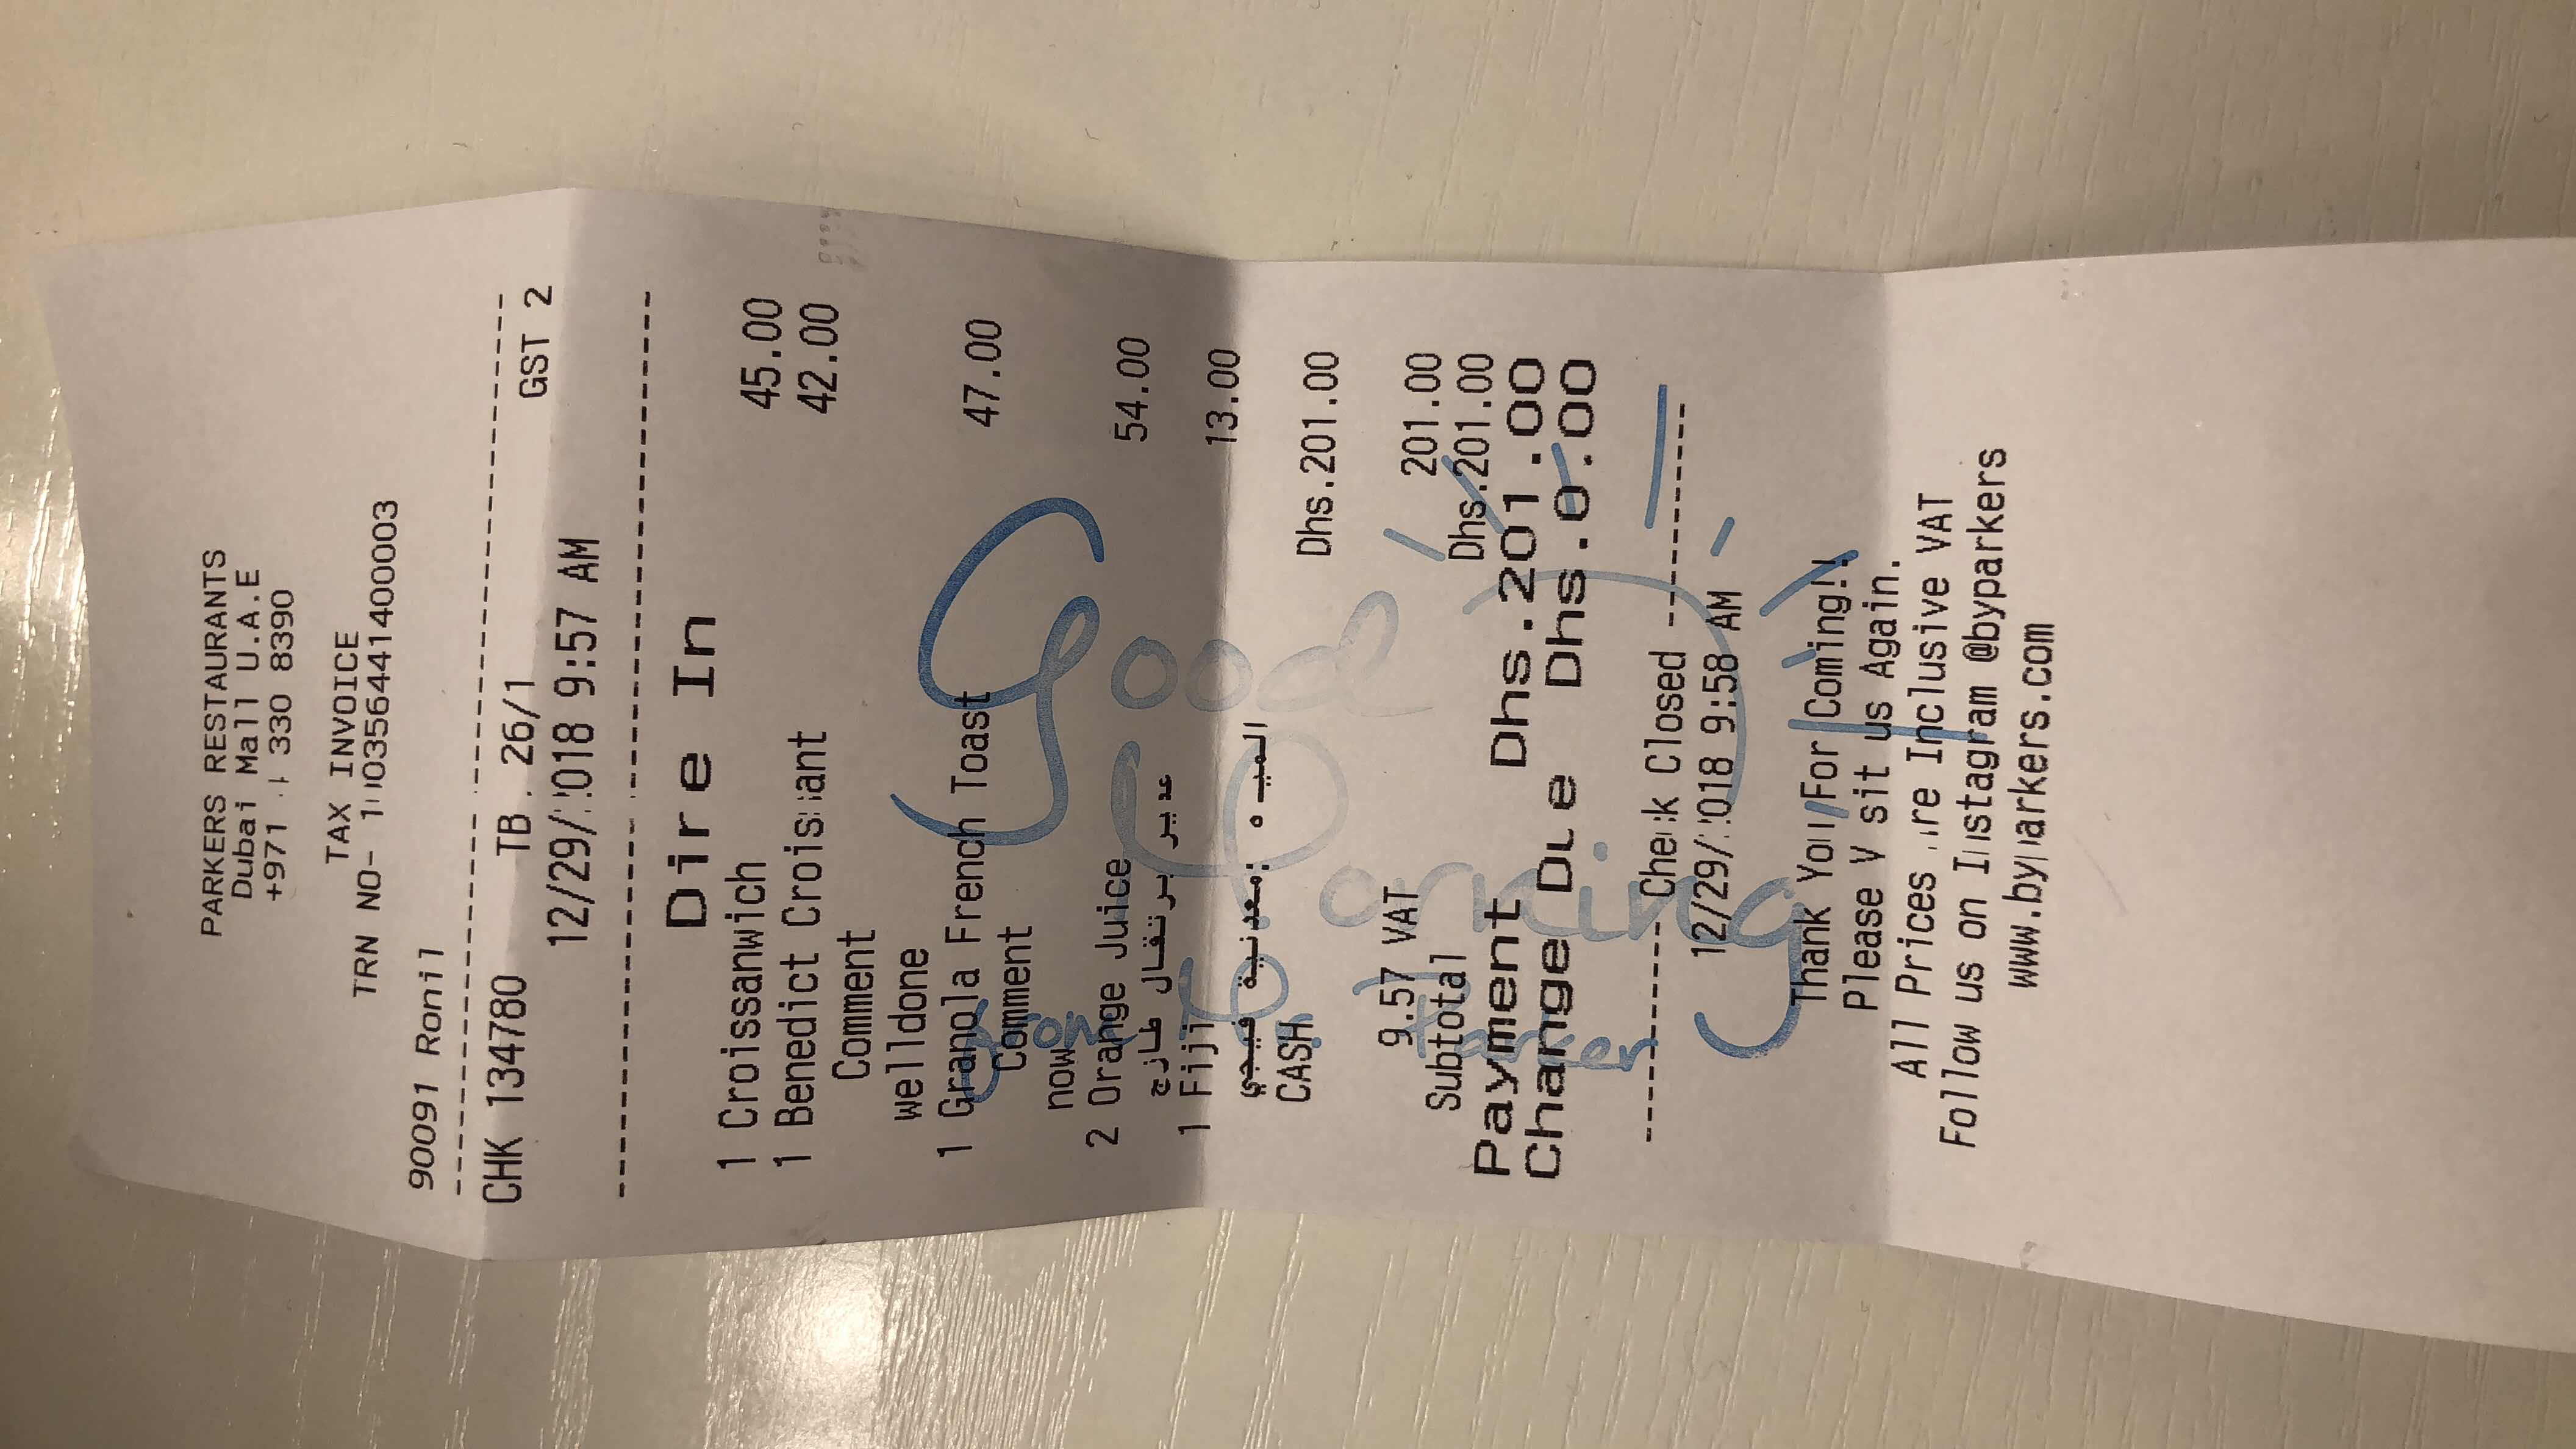 PARKERS RESTAURANTS
Dubai Mall U.A.E
+971 4 330 8390
TAX INVOICE
TRN NO- 100356441400003
90091 Ronil
CHK 134780 TB. 26/1 GST 2
12/29/2018 9:57 AM
Dine In
1 Croissanwich 45.00
1 Benedict Croissant 42.00
Comment
welldone
1 Granola French Toast 47.00
Comment
now
2 Orange Juice 54.00
عصير برتقال طازج
1 Fiji 13.00
المياه المعدنية فيجي
CASH Dhs.201.00
9.57 VAT 201.00
Subtotal Dhs.201.00
Payment Dhs.201.00
Change Due Dhs.0.00
----------- Check Closed -----------
12/29/2018 9:58 AM
Thank You For Coming!!
Please Visit us Again.
All Prices are Inclusive VAT
Follow us on Instagram @byparkers
www.byparkers.com
Good
Morning
From
Parker